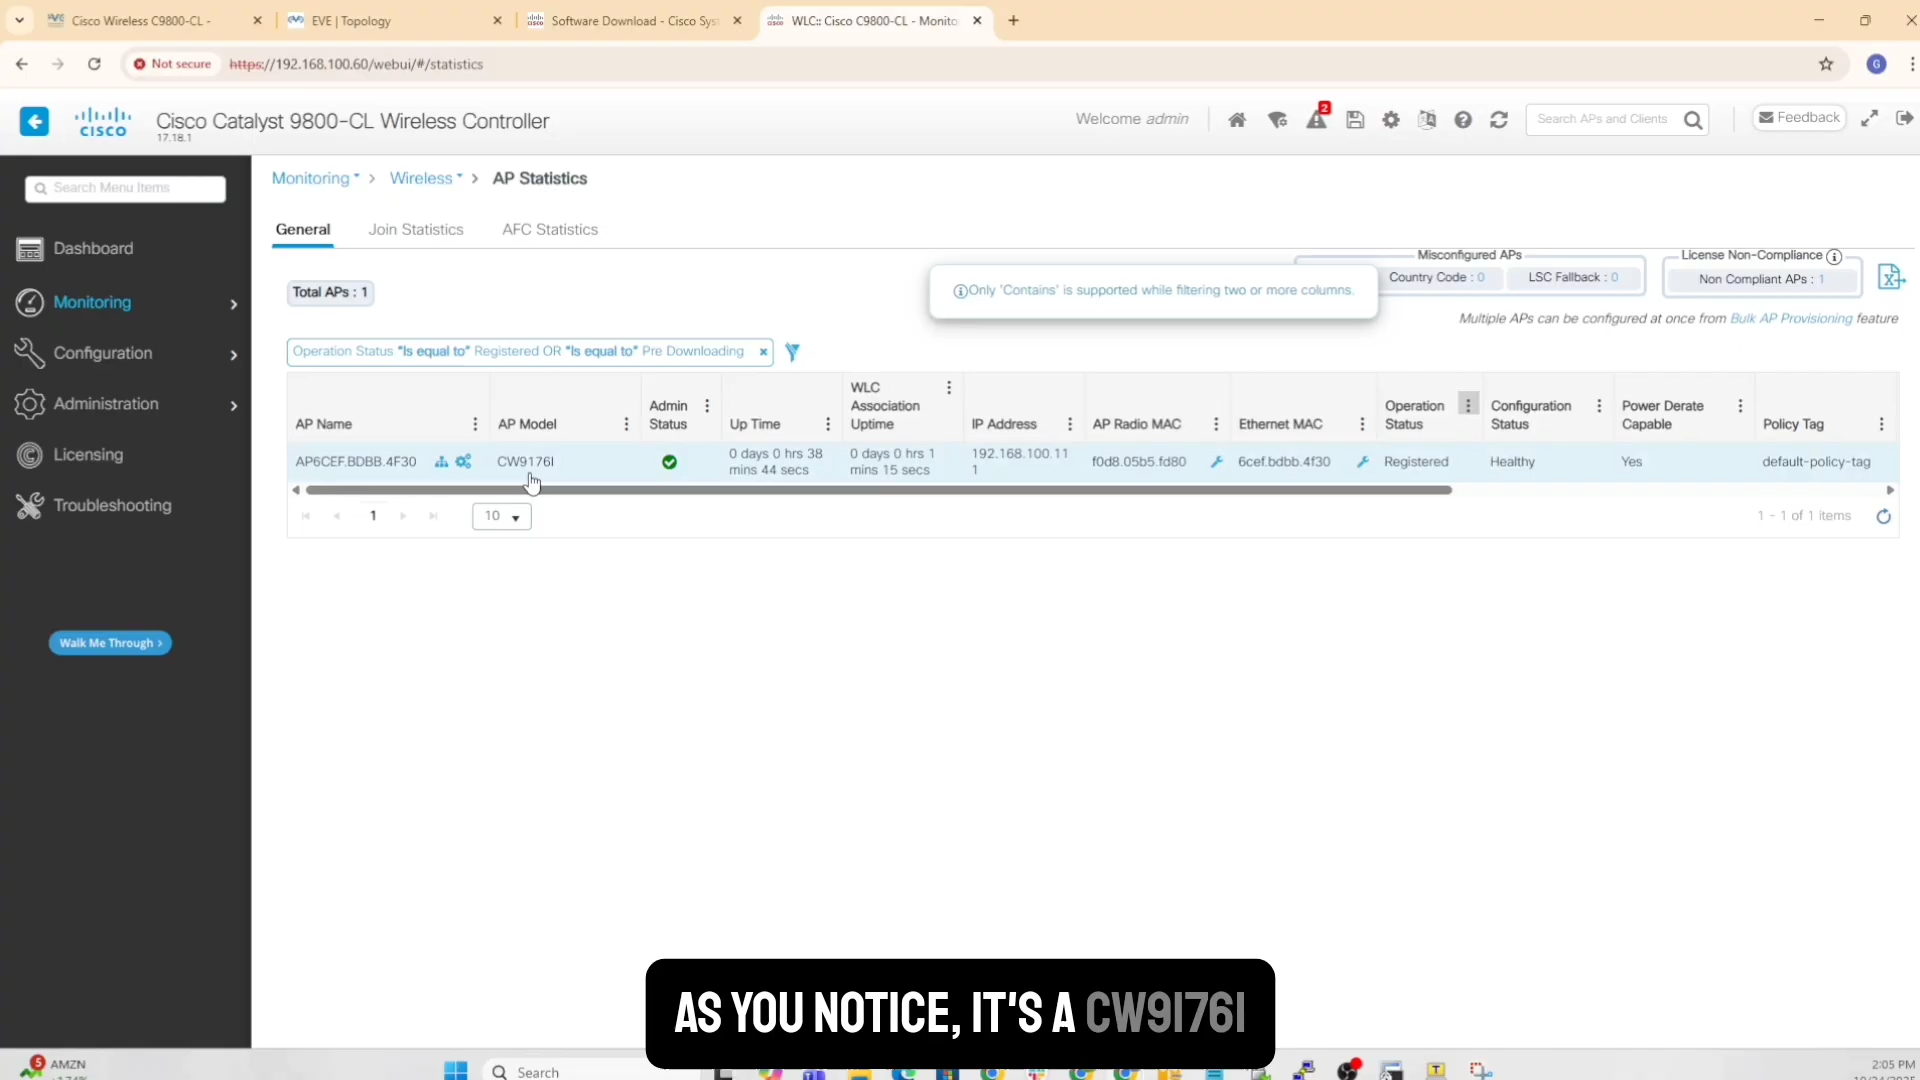 Cisco Wireless C9800-CL -
EVE | Topology
Software Download - Cisco Syst
WLC:: Cisco C9800-CL - Monito
Not secure https://192.168.100.60/webui/#/statistics
G
CISCO
Cisco Catalyst 9800-CL Wireless Controller
17.18.1
Welcome admin
2
Search APs and Clients
Feedback
Search Menu Items
Dashboard
Monitoring
Configuration
Administration
Licensing
Troubleshooting
Walk Me Through >
Monitoring > Wireless > AP Statistics
General Join Statistics AFC Statistics
Total APs : 1
Only 'Contains' is supported while filtering two or more columns.
Misconfigured APs
Country Code : 0 LSC Fallback : 0
License Non-Compliance
Non Compliant APs : 1
Multiple APs can be configured at once from Bulk AP Provisioning feature
Operation Status "Is equal to" Registered OR "Is equal to" Pre Downloading ×
AP Name AP Model Admin Status Up Time WLC Association Uptime IP Address AP Radio MAC Ethernet MAC Operation Status Configuration Status Power Derate Capable Policy Tag
AP6CEF.BDBB.4F30 CW9176I 0 days 0 hrs 38 mins 44 secs 0 days 0 hrs 1 mins 15 secs 192.168.100.111 f0d8.05b5.fd80 6cef.bdbb.4f30 Registered Healthy Yes default-policy-tag
1 10 1 - 1 of 1 items
AS YOU NOTICE, IT'S A CW9176I
5 AMZN
Search
2:05 PM